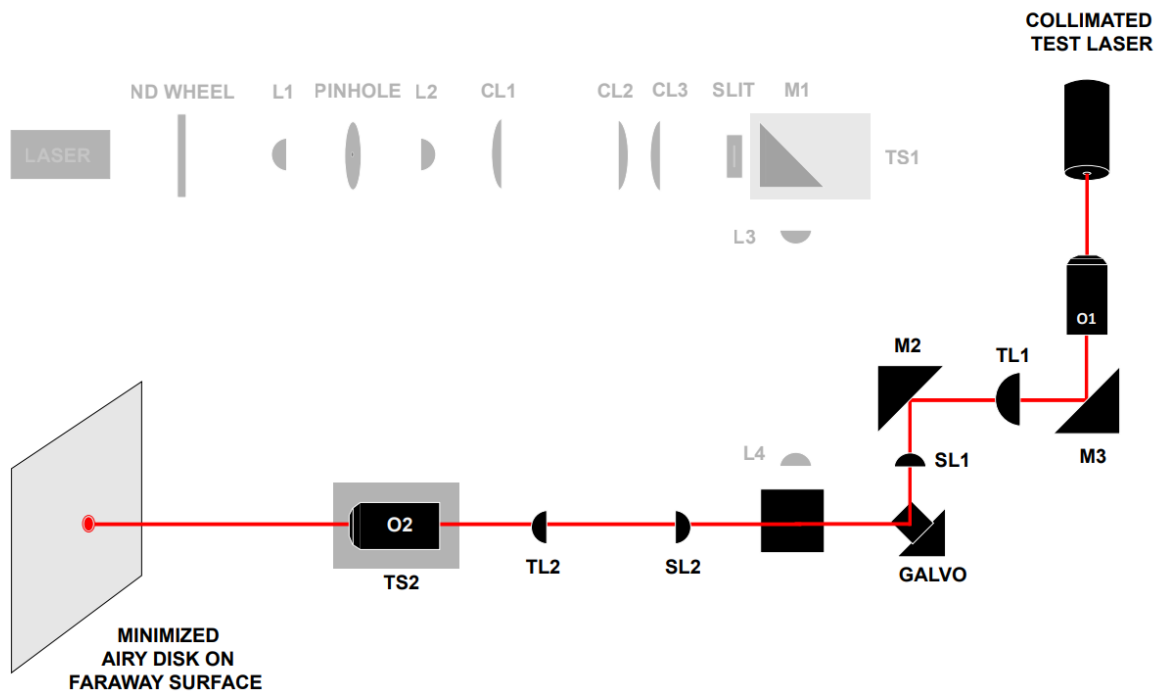 COLLIMATED
TEST LASER
ND WHEEL
L1
PINHOLE
L2
CL1
CL2
CL3
SLIT
M1
LASER
TS1
L3
O1
M2
TL1
L4
SL1
M3
O2
TL2
SL2
GALVO
TS2
MINIMIZED
AIRY DISK ON
FARAWAY SURFACE